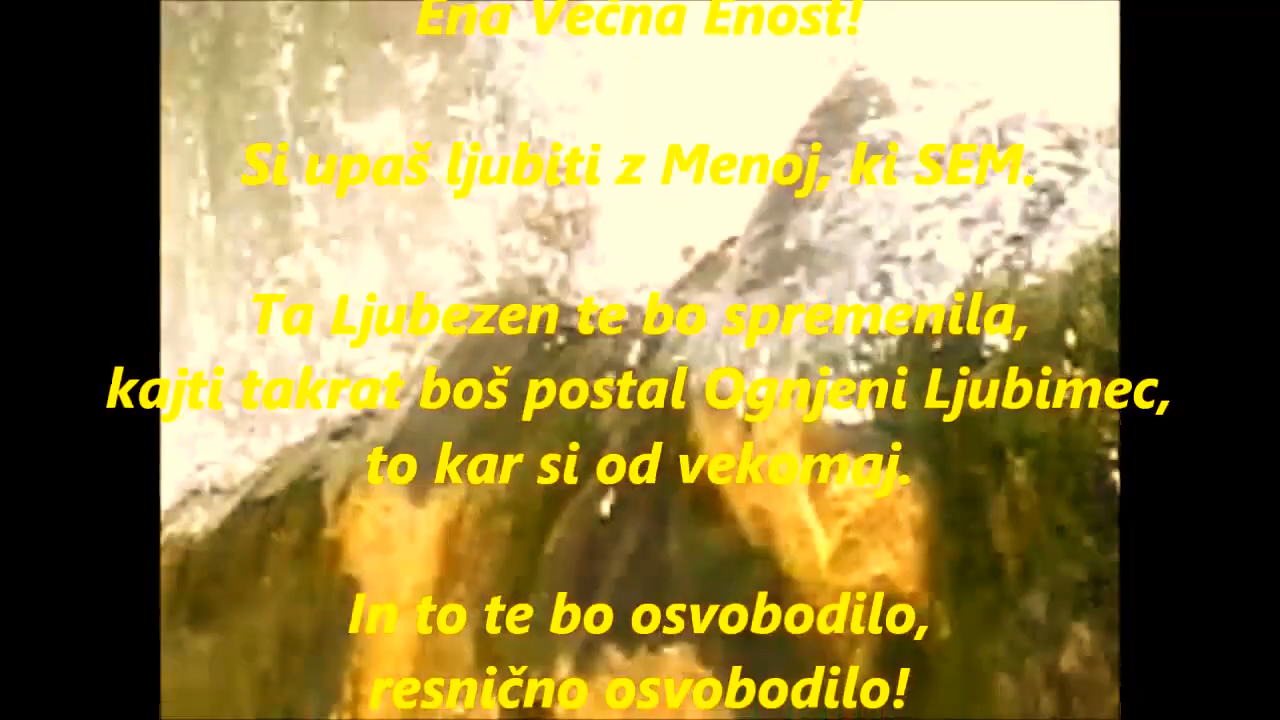 Ena Večna Enost!
Si upaš ljubiti z Menoj, ki SEM.
Ta Ljubezen te bo spremenila,
kajti takrat boš postal Ognjeni Ljubimec,
to kar si od vekomaj.
In to te bo osvobodilo,
resnično osvobodilo!